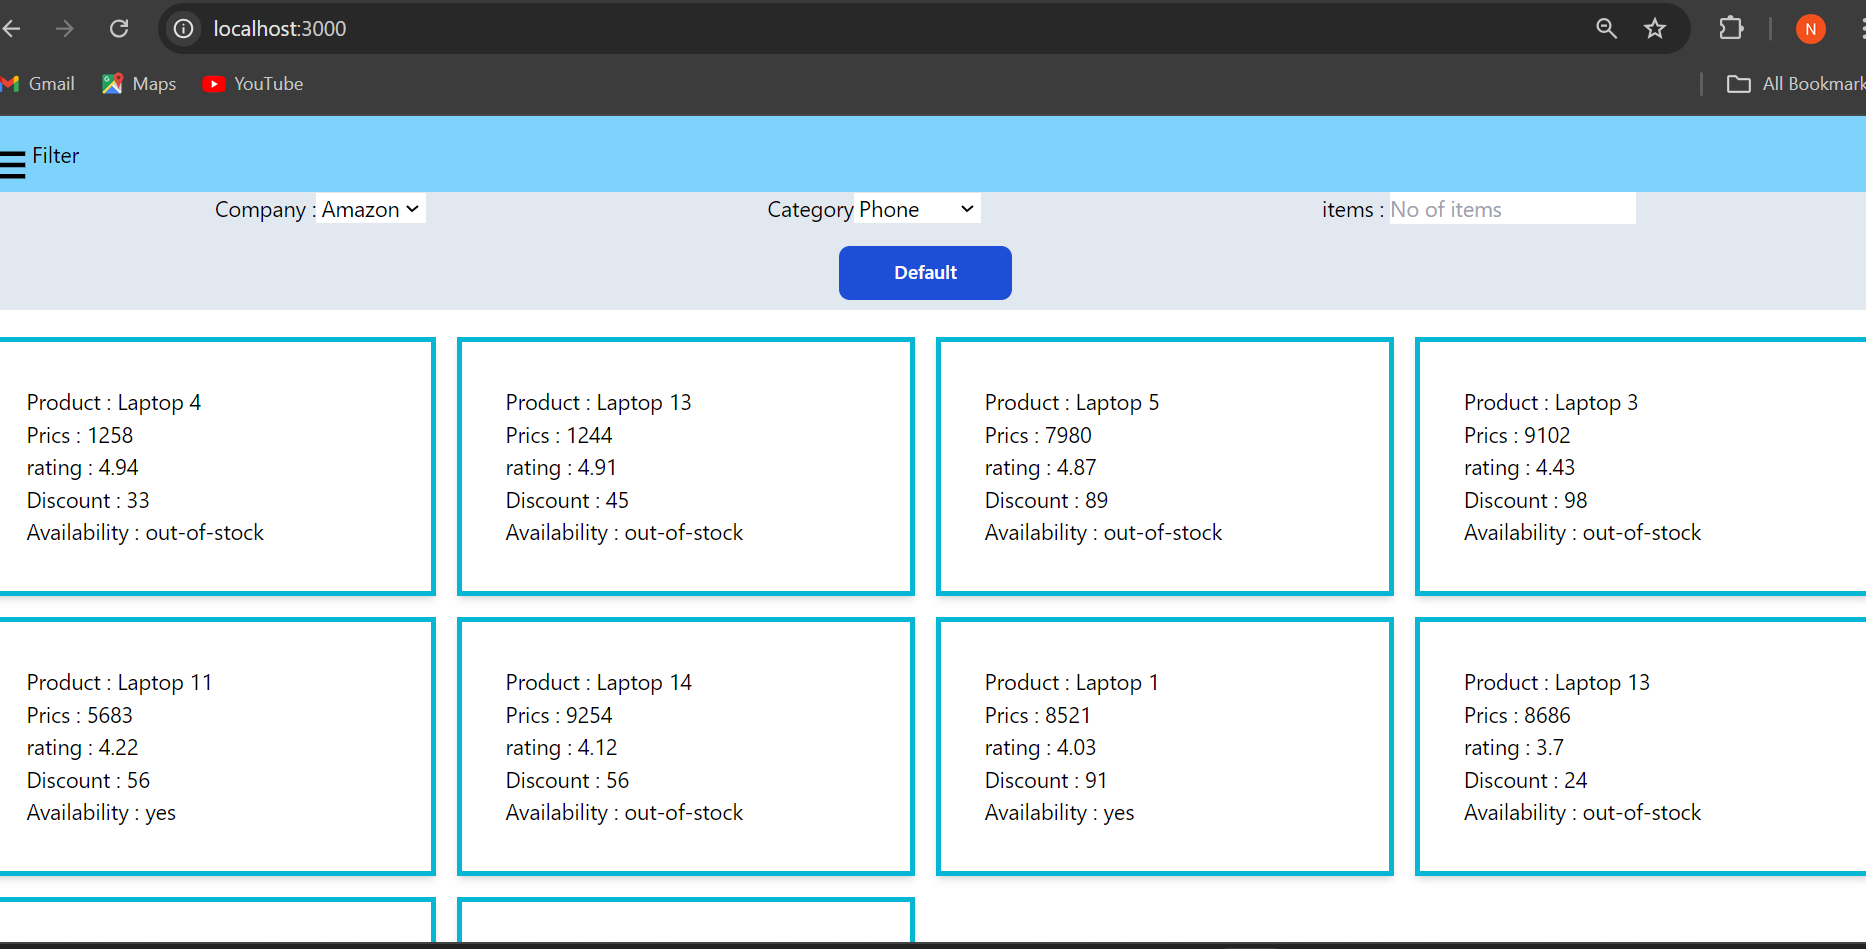 localhost:3000
N
Gmail Maps YouTube All Bookmark
Filter
Company : Amazon Category Phone items : No of items
Default
Product : Laptop 4
Prics : 1258
rating : 4.94
Discount : 33
Availability : out-of-stock
Product : Laptop 13
Prics : 1244
rating : 4.91
Discount : 45
Availability : out-of-stock
Product : Laptop 5
Prics : 7980
rating : 4.87
Discount : 89
Availability : out-of-stock
Product : Laptop 3
Prics : 9102
rating : 4.43
Discount : 98
Availability : out-of-stock
Product : Laptop 11
Prics : 5683
rating : 4.22
Discount : 56
Availability : yes
Product : Laptop 14
Prics : 9254
rating : 4.12
Discount : 56
Availability : out-of-stock
Product : Laptop 1
Prics : 8521
rating : 4.03
Discount : 91
Availability : yes
Product : Laptop 13
Prics : 8686
rating : 3.7
Discount : 24
Availability : out-of-stock